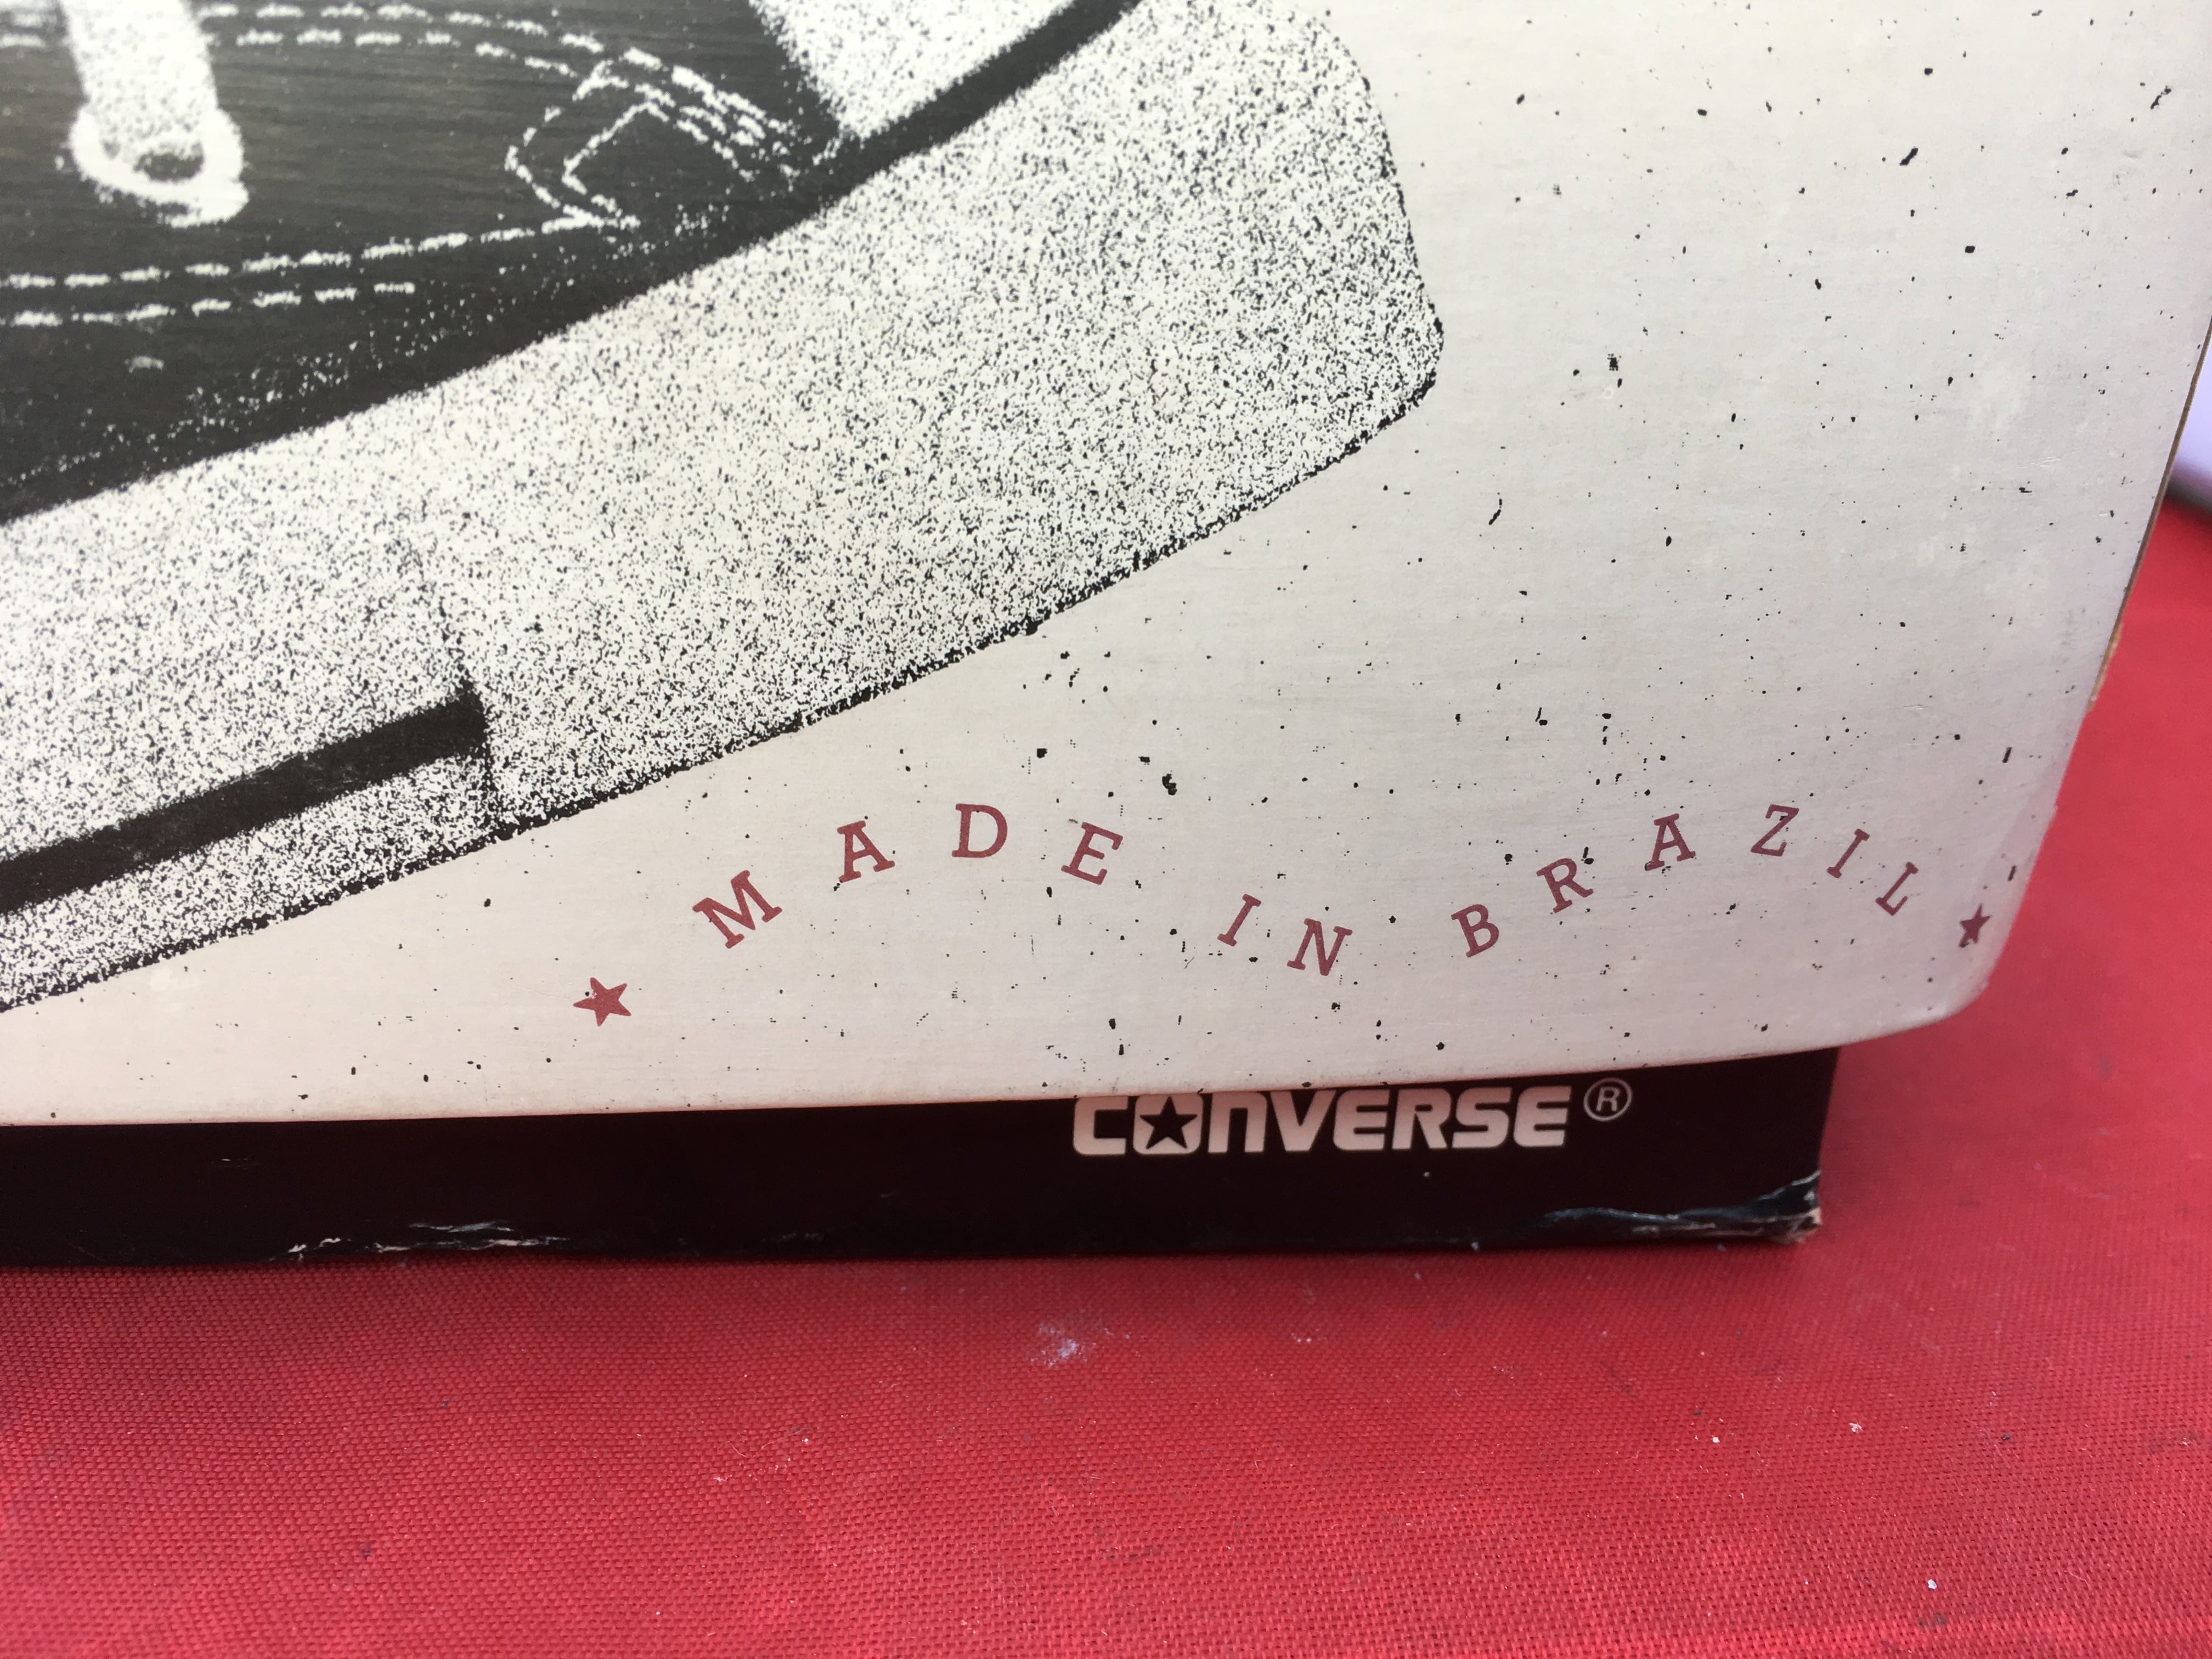 ★ MADE IN BRAZIL ★
CONVERSE®